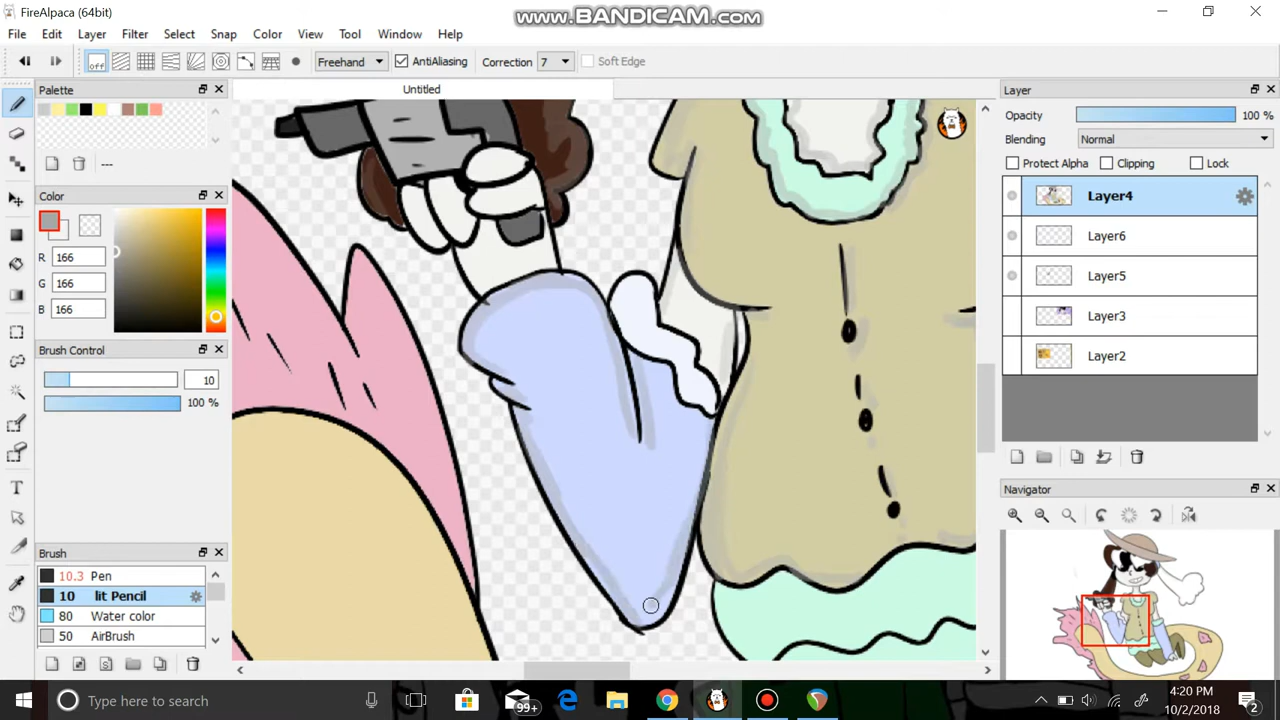 FireAlpaca (64bit)
www.BANDICAM.com
File Edit Layer Filter Select Snap Color View Tool Window Help
off Freehand AntiAliasing Correction 7 Soft Edge
Palette
Untitled
Layer
Opacity 100 %
Blending Normal
Protect Alpha Clipping Lock
---
Color
Layer4
R 166
G 166
B 166
Layer6
Layer5
Layer3
Layer2
Brush Control
10
100 %
Navigator
Brush
10.3 Pen
10 lit Pencil
80 Water color
50 AirBrush
Type here to search
99+
4:20 PM
10/2/2018
2